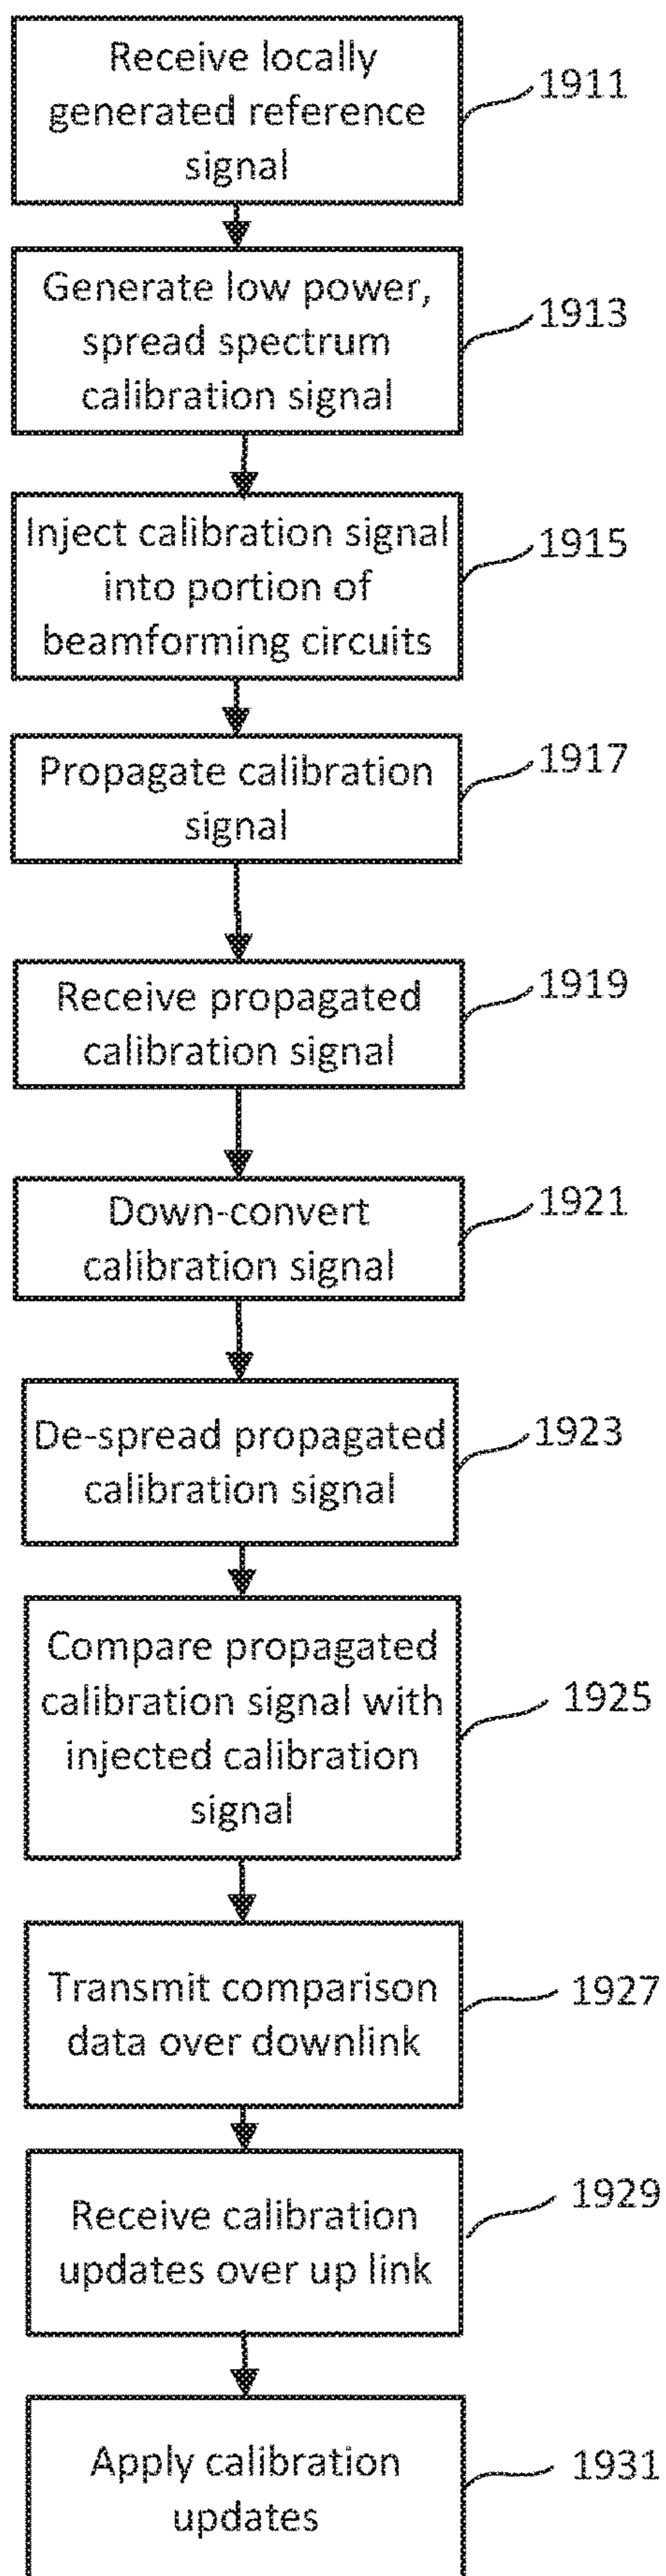 Receive locally
generated reference
signal
1911
Generate low power,
spread spectrum
calibration signal
1913
Inject calibration signal
into portion of
beamforming circuits
1915
Propagate calibration
signal
1917
Receive propagated
calibration signal
1919
Down-convert
calibration signal
1921
De-spread propagated
calibration signal
1923
Compare propagated
calibration signal with
injected calibration
signal
1925
Transmit comparison
data over downlink
1927
Receive calibration
updates over up link
1929
Apply calibration
updates
1931